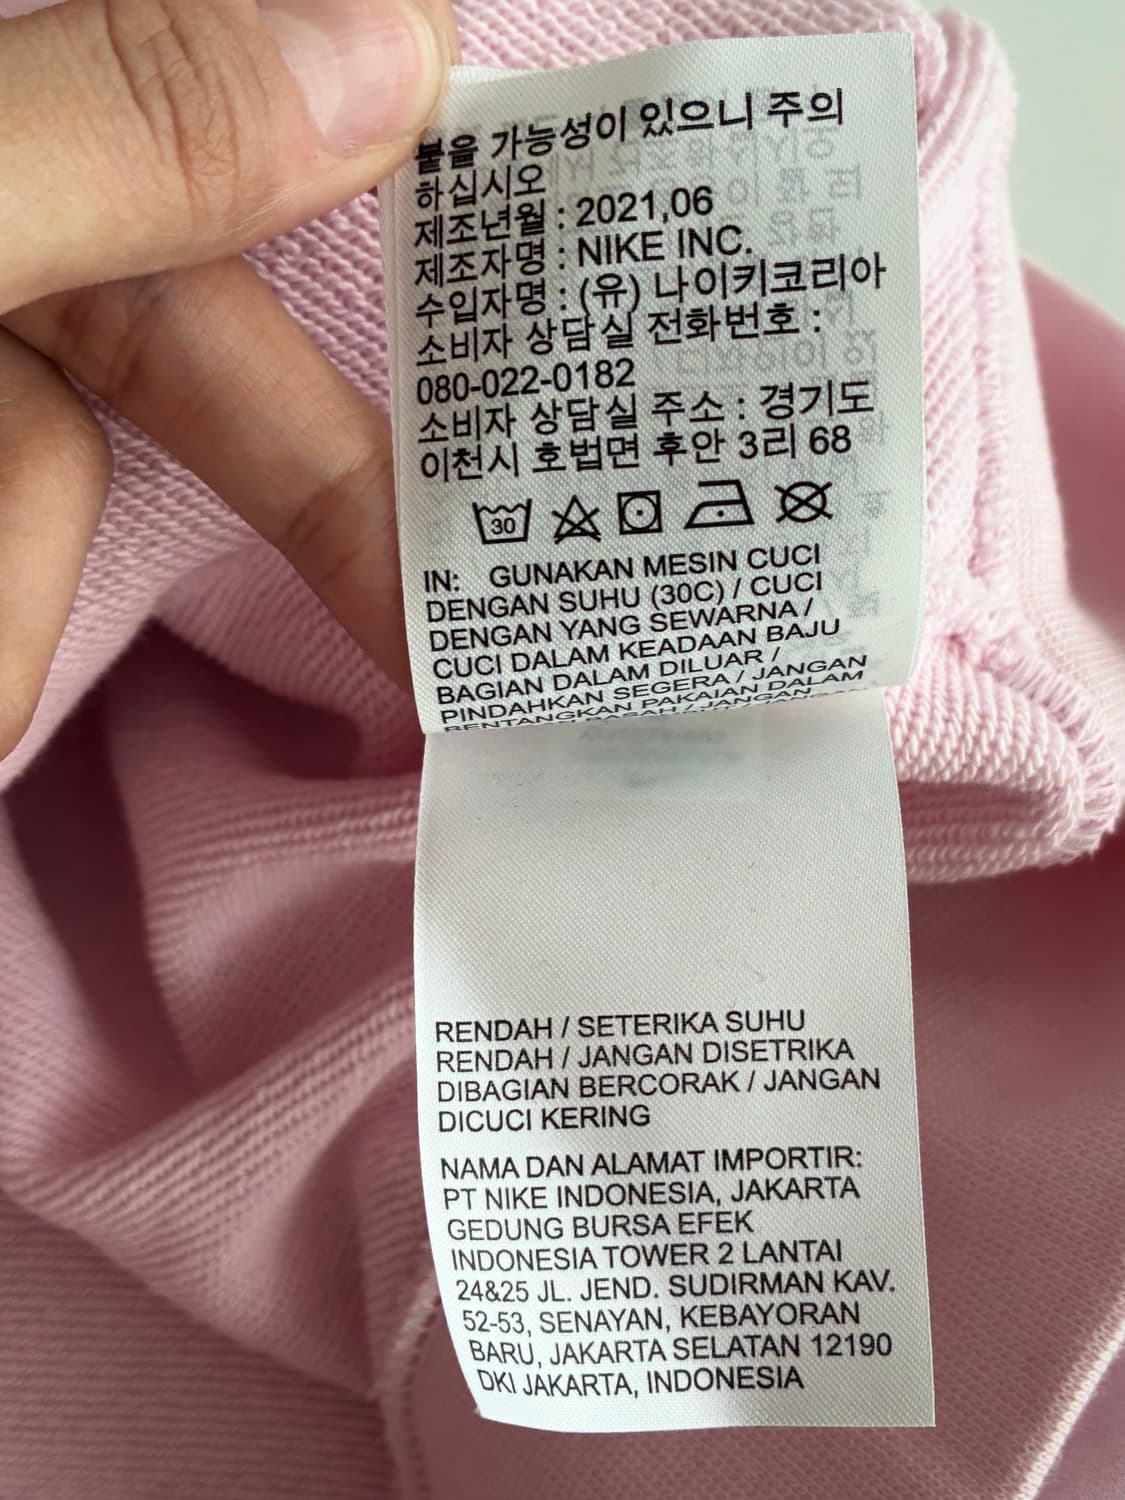 붙을 가능성이 있으니 주의
하십시오
제조년월 : 2021,06
제조자명 : NIKE INC.
수입자명 : (유) 나이키코리아
소비자 상담실 전화번호 :
080-022-0182
소비자 상담실 주소 : 경기도
이천시 호법면 후안 3리 68
30
IN: GUNAKAN MESIN CUCI
DENGAN SUHU (30C) / CUCI
DENGAN YANG SEWARNA /
CUCI DALAM KEADAAN BAJU
BAGIAN DALAM DILUAR /
PINDAHKAN SEGERA / JANGAN
BENTANGKAN PAKAIAN DALAM
RENDAH / SETERIKA SUHU
RENDAH / JANGAN DISETRIKA
DIBAGIAN BERCORAK / JANGAN
DICUCI KERING
NAMA DAN ALAMAT IMPORTIR:
PT NIKE INDONESIA, JAKARTA
GEDUNG BURSA EFEK
INDONESIA TOWER 2 LANTAI
24&25 JL. JEND. SUDIRMAN KAV.
52-53, SENAYAN, KEBAYORAN
BARU, JAKARTA SELATAN 12190
DKI JAKARTA, INDONESIA